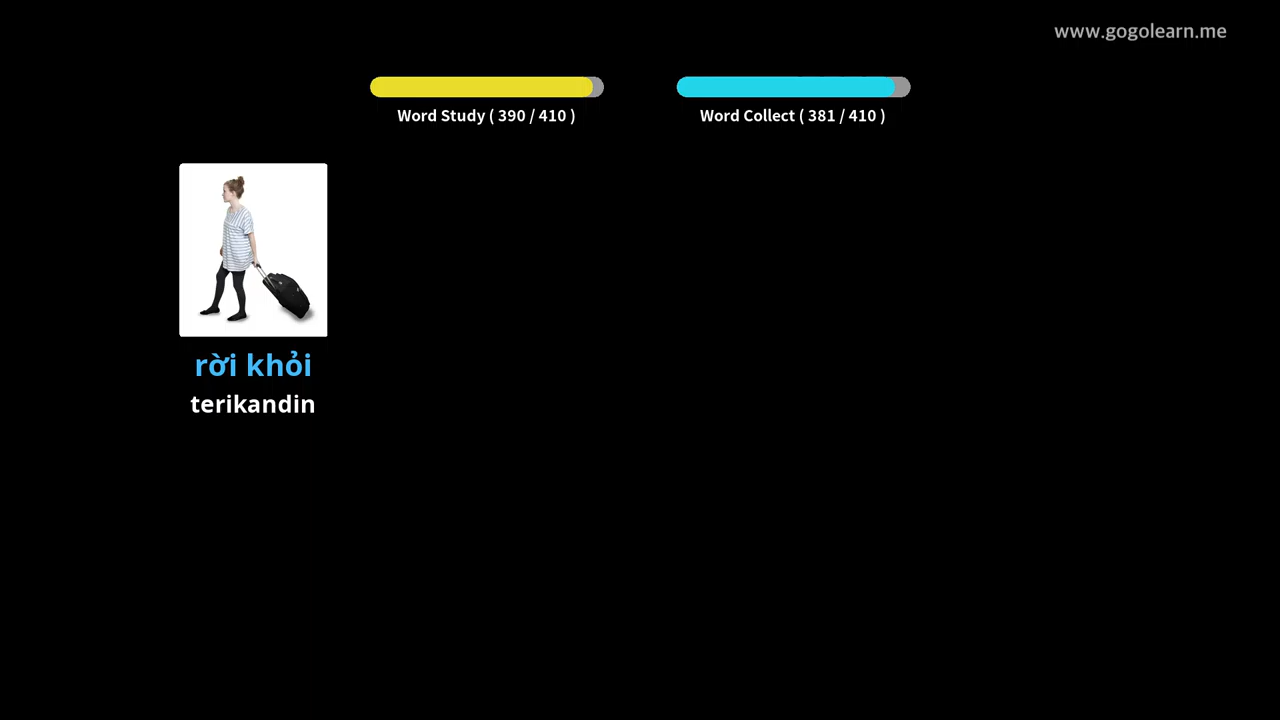 www.gogolearn.me
Word Study ( 390 / 410 )
Word Collect ( 381 / 410 )
rời khỏi
terikandin